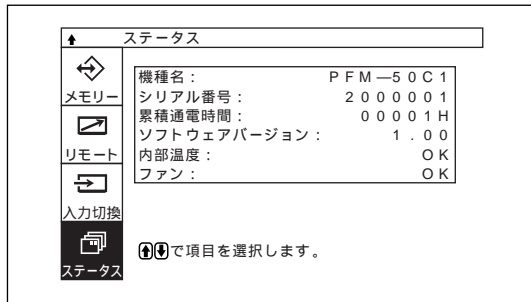 ステータス
メモリー
リモート
入力切換
ステータス
機種名： PFM—50C1
シリアル番号： 2000001
累積通電時間： 00001H
ソフトウェアバージョン： 1.00
内部温度： OK
ファン： OK
で項目を選択します。